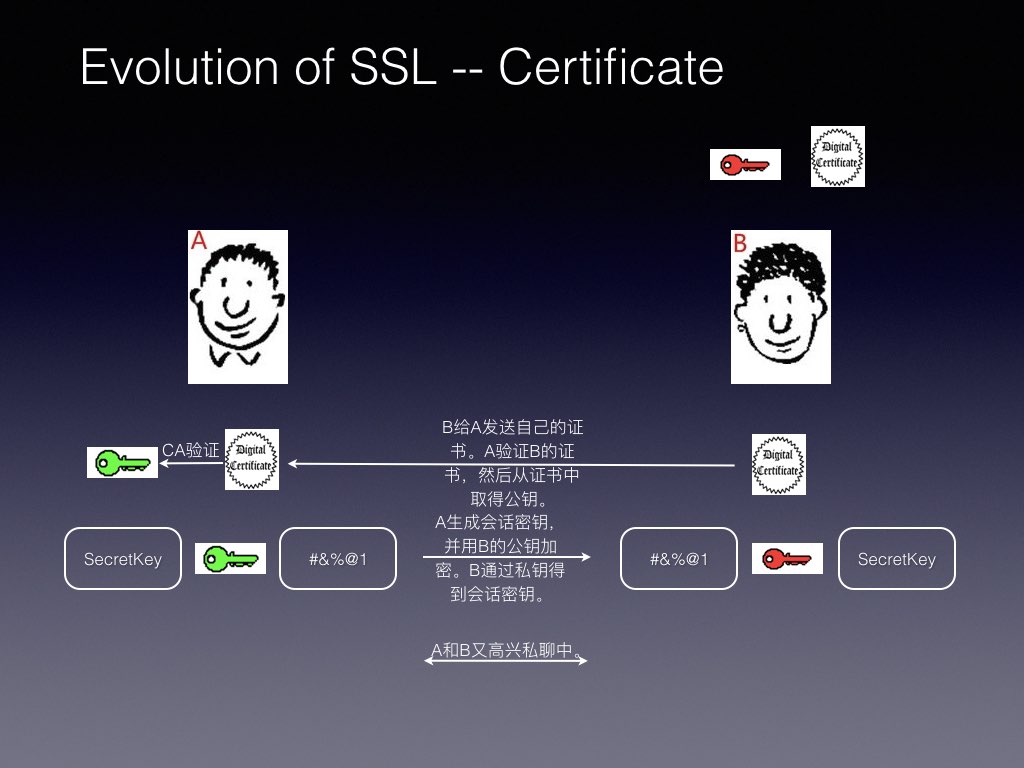 Evolution of SSL -- Certificate
Digital
Certificate
A
B
B给A发送自己的证
书。A验证B的证
书，然后从证书中
取得公钥。
CA验证
Digital
Certificate
Digital
Certificate
A生成会话密钥，
并用B的公钥加
密。B通过私钥得
到会话密钥。
SecretKey
#&%@1
#&%@1
SecretKey
A和B又高兴私聊中。